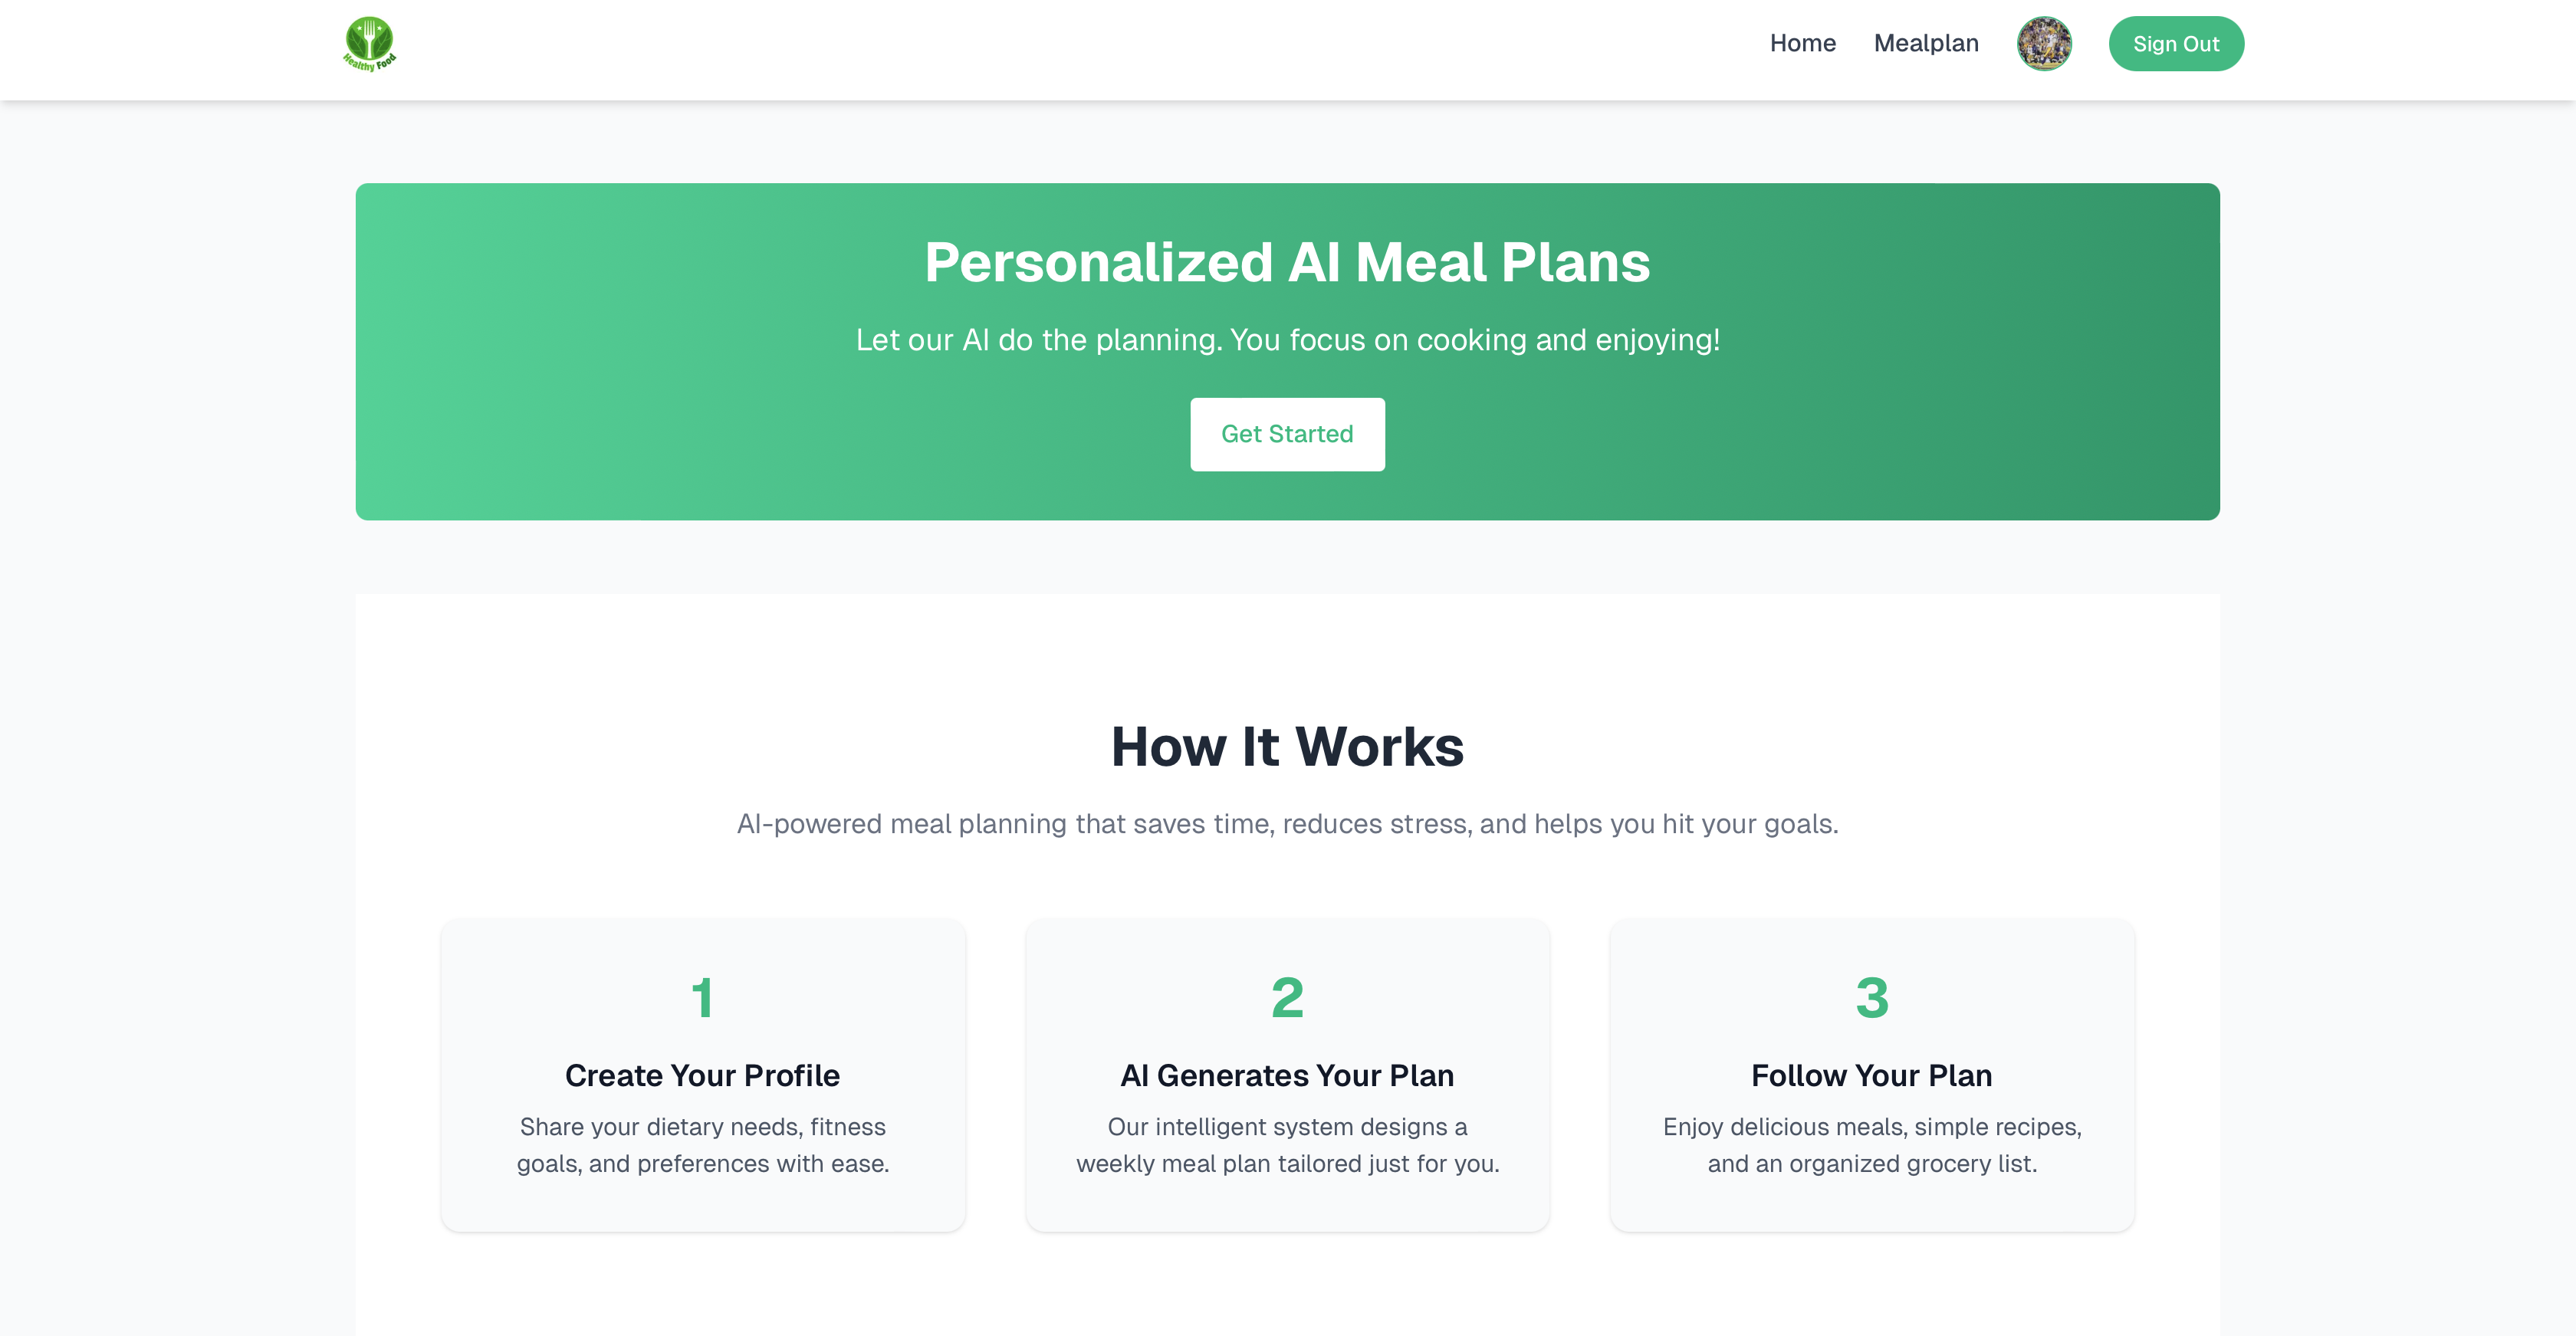 Healthy Food
Home
Mealplan
Sign Out
Personalized AI Meal Plans
Let our AI do the planning. You focus on cooking and enjoying!
Get Started
How It Works
AI-powered meal planning that saves time, reduces stress, and helps you hit your goals.
1
Create Your Profile
Share your dietary needs, fitness
goals, and preferences with ease.
2
AI Generates Your Plan
Our intelligent system designs a
weekly meal plan tailored just for you.
3
Follow Your Plan
Enjoy delicious meals, simple recipes,
and an organized grocery list.